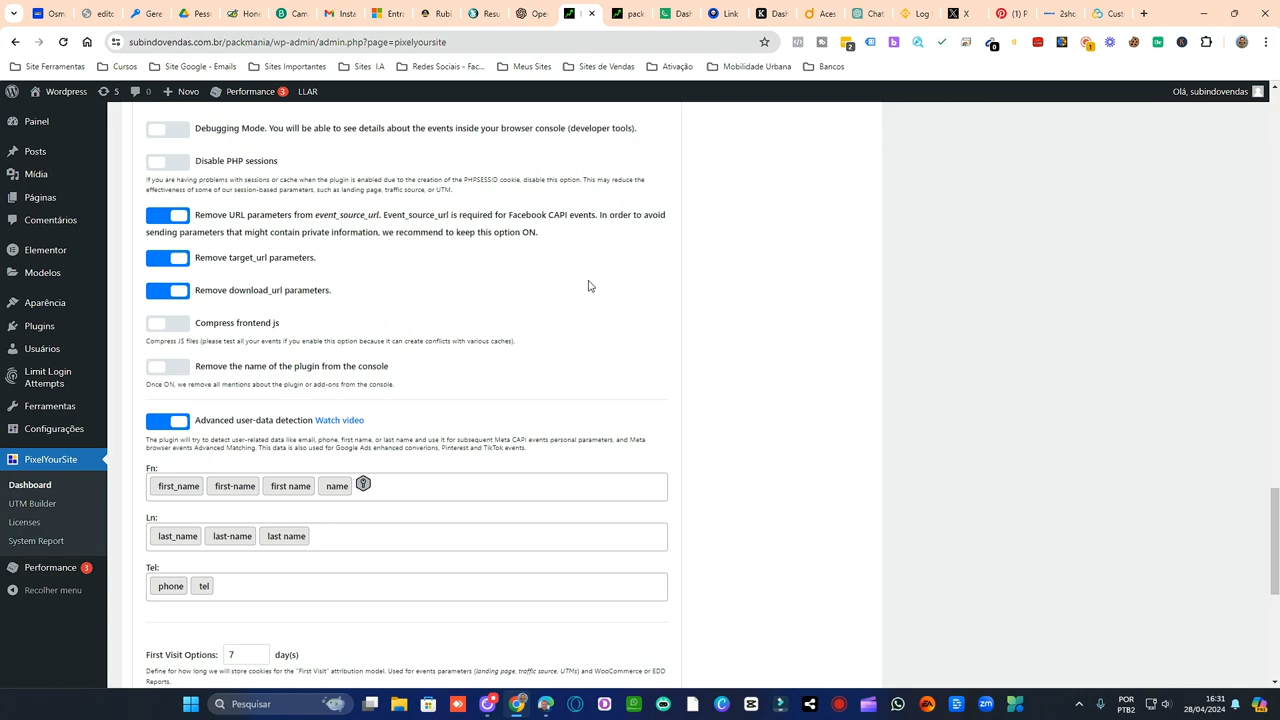 Entra
edite
Rubi
pack
Das
Das
Aces
Chat
Log
X
(1) P
2shc
Cust
subindovendas.com.br/packmania/wp-admin/admin.php?page=pixelyoursite
Site Ferramentas
Cursos
Site Google - Emails
Sites Importantes
Sites I.A
Redes Sociais - Fac...
Meus Sites
Sites de Vendas
Ativação
Mobilidade Urbana
Bancos
Wordpress 5 0 Novo Performance 3 LLAR
Olá, subindovendas
Painel
Posts
Mídia
Páginas
Comentários
Elementor
Modelos
Aparência
Plugins
Usuários
Limit Login
Attempts
Ferramentas
Configurações
PixelYourSite
Dashboard
UTM Builder
Licenses
System Report
Performance 3
Recolher menu
Debugging Mode. You will be able to see details about the events inside your browser console (developer tools).
Disable PHP sessions
If you are having problems with sessions or cache when the plugin is enabled due to the creation of the PHPSESSID cookie, disable this option. This may reduce the
effectiveness of some of our session-based parameters, such as landing page, traffic source, or UTM.
Remove URL parameters from event_source_url. Event_source_url is required for Facebook CAPI events. In order to avoid
sending parameters that might contain private information, we recommend to keep this option ON.
Remove target_url parameters.
Remove download_url parameters.
Compress frontend js
Compress JS files (please test all your events if you enable this option because it can create conflicts with various caches).
Remove the name of the plugin from the console
Once ON, we remove all mentions about the plugin or add-ons from the console.
Advanced user-data detection Watch video
The plugin will try to detect user-related data like email, phone, first name, or last name and use it for subsequent Meta CAPI events personal parameters, and Meta
browser events Advanced Matching. This data is also used for Google Ads enhanced converions, Pinterest and TikTok events.
Fn:
first_name first-name first name name
Ln:
last_name last-name last name
Tel:
phone tel
First Visit Options: 7 day(s)
Define for how long we will store cookies for the "First Visit" attribution model. Used for events parameters (landing page, traffic source, UTMs) and WooCommerce or EDD
Reports.
Pesquisar
POR
PTB2
16:31
28/04/2024